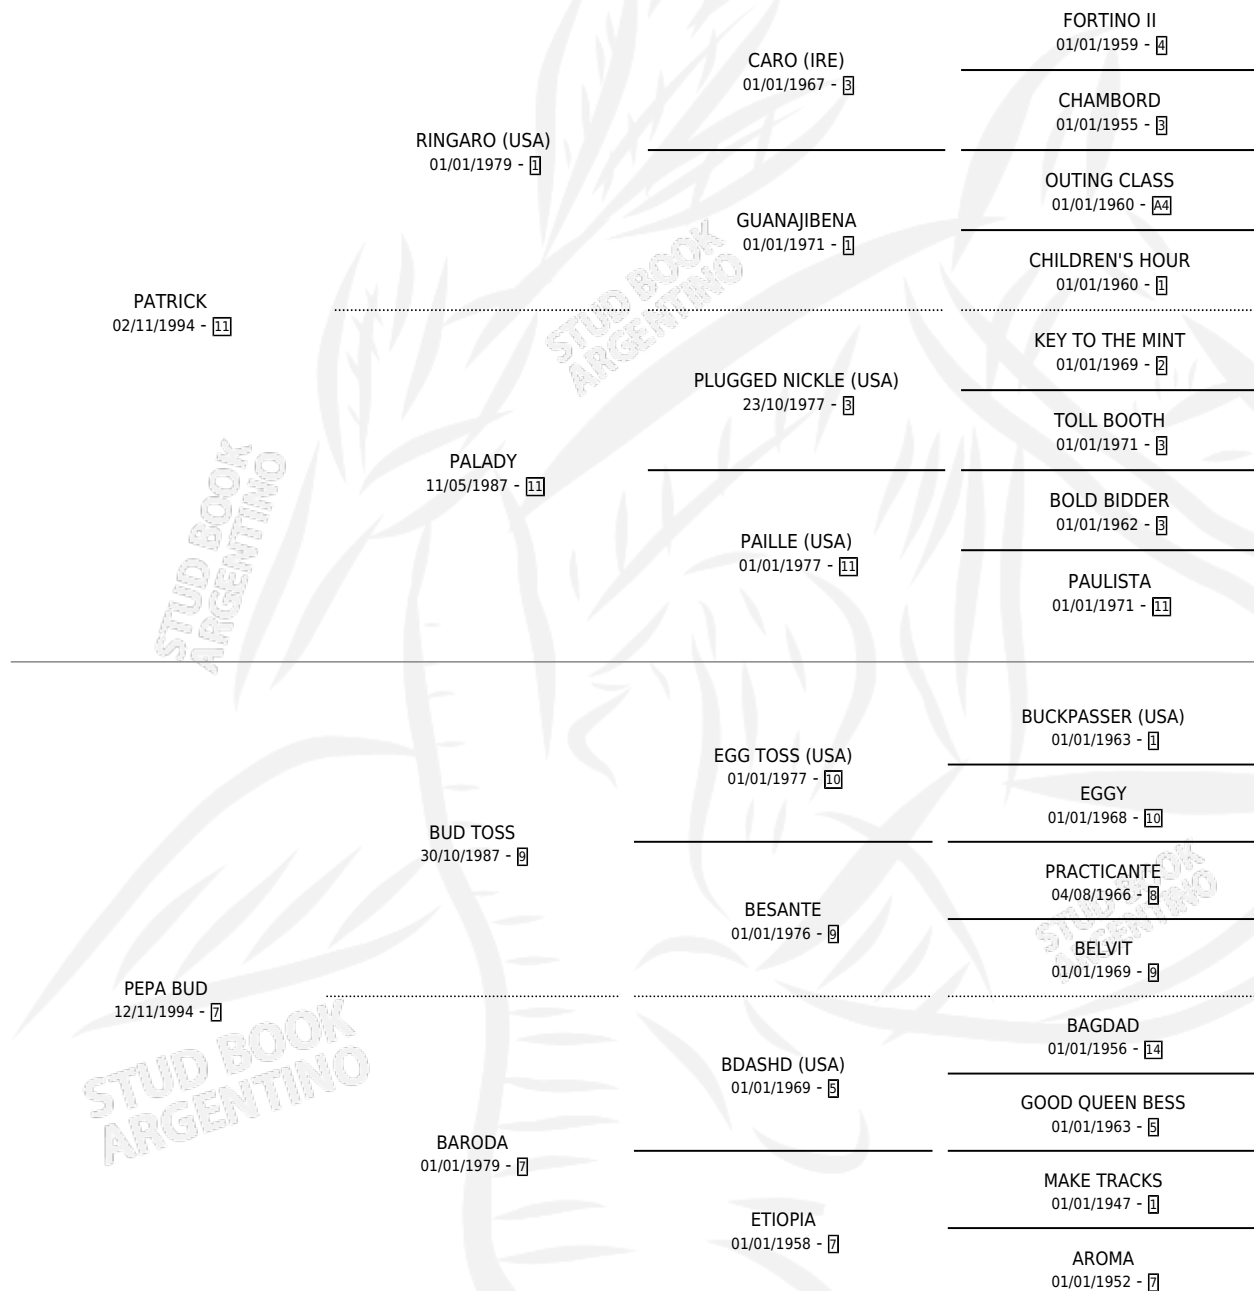 FORTINO II
01/01/1959 - 4
CARO (IRE)
01/01/1967 - 3
CHAMBORD
01/01/1955 - 3
RINGARO (USA)
01/01/1979 - 1
OUTING CLASS
01/01/1960 - A4
GUANAJIBENA
01/01/1971 - 1
CHILDREN'S HOUR
01/01/1960 - 1
PATRICK
02/11/1994 - 11
KEY TO THE MINT
01/01/1969 - 2
PLUGGED NICKLE (USA)
23/10/1977 - 3
TOLL BOOTH
01/01/1971 - 3
PALADY
11/05/1987 - 11
BOLD BIDDER
01/01/1962 - 3
PAILLE (USA)
01/01/1977 - 11
PAULISTA
01/01/1971 - 11
STUD BOOK
ARGENTINO
STUD BOOK
ARGENTINO
BUCKPASSER (USA)
01/01/1963 - 1
EGG TOSS (USA)
01/01/1977 - 10
EGGY
01/01/1968 - 10
BUD TOSS
30/10/1987 - 9
PRACTICANTE
04/08/1966 - 8
BESANTE
01/01/1976 - 9
BELVIT
01/01/1969 - 9
PEPA BUD
12/11/1994 - 7
BAGDAD
01/01/1956 - 14
BDASHD (USA)
01/01/1969 - 5
GOOD QUEEN BESS
01/01/1963 - 5
BARODA
01/01/1979 - 7
MAKE TRACKS
01/01/1947 - 1
ETIOPIA
01/01/1958 - 7
AROMA
01/01/1952 - 7
STUD BOOK
ARGENTINO
STUD BOOK
ARGENTINO